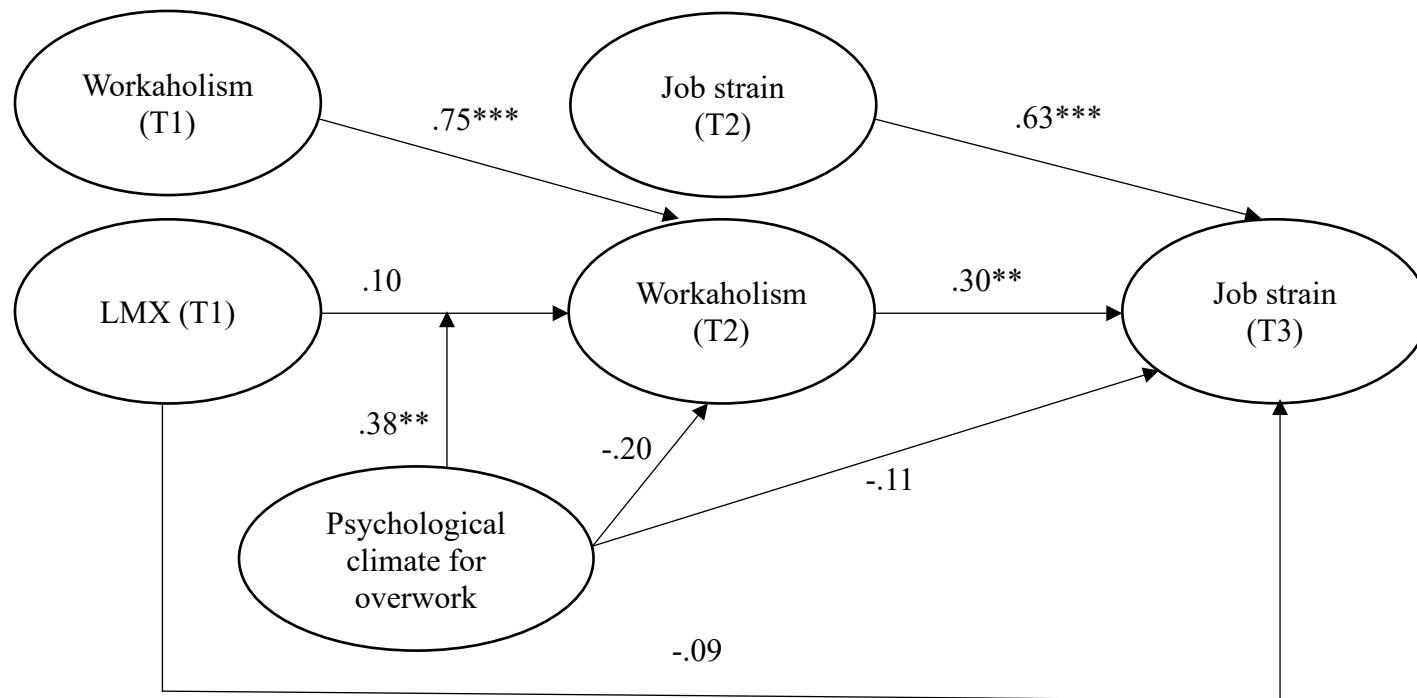 Workaholism
(T1)
.75***
Job strain
(T2)
.63***
LMX (T1)
.10
Workaholism
(T2)
.30**
Job strain
(T3)
.38**
-.20
-.11
Psychological
climate for
overwork
-.09